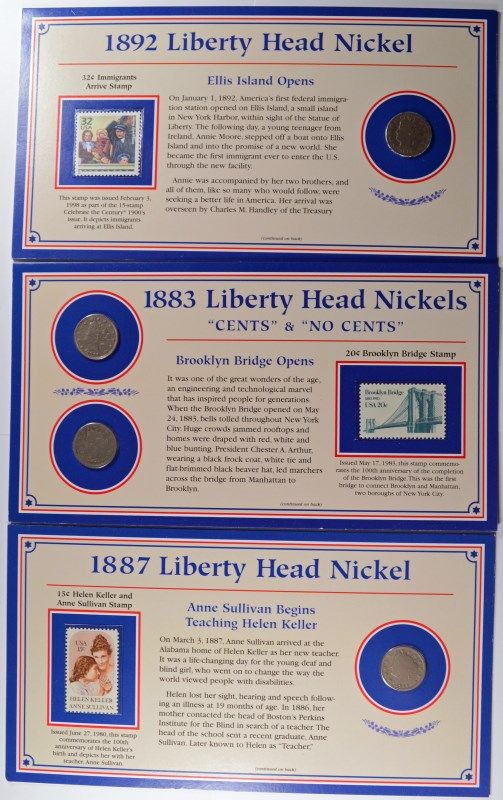 1892 Liberty Head Nickel
32¢ Immigrants
Arrive Stamp
32
USA
This stamp was issued February 3,
1998 as part of the 15-stamp
Celebrate the Century® 1900's
issue. It depicts immigrants
arriving at Ellis Island.
Ellis Island Opens
On January 1, 1892, America's first federal immigra-
tion station opened on Ellis Island, a small island
in New York Harbor, within sight of the Statue of
Liberty. The following day, a young teenager from
Ireland, Annie Moore, stepped off a boat onto Ellis
Island and into the promise of a new world. She
became the first immigrant ever to enter the U.S.
through the new facility.
Annie was accompanied by her two brothers, and
all of them, like so many who would follow, were
seeking a better life in America. Her arrival was
overseen by Charles M. Handley of the Treasury
(continued on back)
1883 Liberty Head Nickels
"CENTS" & "NO CENTS"
Brooklyn Bridge Opens
It was one of the great wonders of the age,
an engineering and technological marvel
that has inspired people for generations.
When the Brooklyn Bridge opened on May
24, 1883, bells tolled throughout New York
City. Huge crowds jammed rooftops and
homes were draped with red, white and
blue bunting. President Chester A. Arthur,
wearing a black frock coat, white tie and
flat-brimmed black beaver hat, led marchers
across the bridge from Manhattan to
Brooklyn.
(continued on back)
20¢ Brooklyn Bridge Stamp
Brooklyn Bridge
1883-1983
USA 20c
Issued May 17, 1983, this stamp commemo-
rates the 100th anniversary of the completion
of the Brooklyn Bridge. This was the first
bridge to connect Brooklyn and Manhattan,
two boroughs of New York City.
1887 Liberty Head Nickel
15¢ Helen Keller and
Anne Sullivan Stamp
USA
15c
HELEN KELLER
ANNE SULLIVAN
Issued June 27, 1980, this stamp
commemorates the 100th
anniversary of Helen Keller's
birth and depicts her with her
teacher, Anne Sullivan.
Anne Sullivan Begins
Teaching Helen Keller
On March 3, 1887, Anne Sullivan arrived at the
Alabama home of Helen Keller as her new teacher.
It was a life-changing day for the young deaf and
blind girl, who went on to change the way the
world viewed people with disabilities.
Helen lost her sight, hearing and speech follow-
ing an illness at 19 months of age. In 1886, her
mother contacted the head of Boston's Perkins
Institute for the Blind in search of a teacher. The
head of the school sent a recent graduate, Anne
Sullivan. Later known to Helen as "Teacher,"
(continued on back)